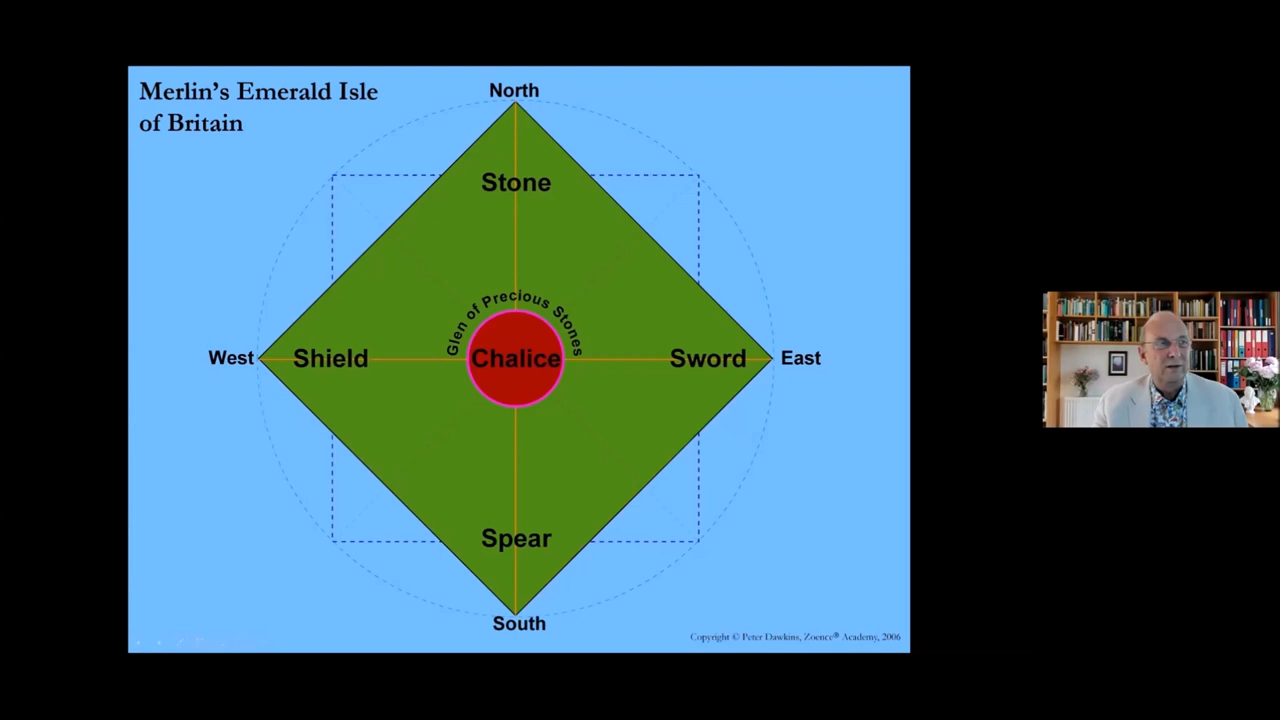 Merlin's Emerald Isle
of Britain
North
Stone
Glen of Precious Stones
West
Shield
Chalice
Sword
East
Spear
South
Copyright © Peter Dawkins, Zoence® Academy, 2006